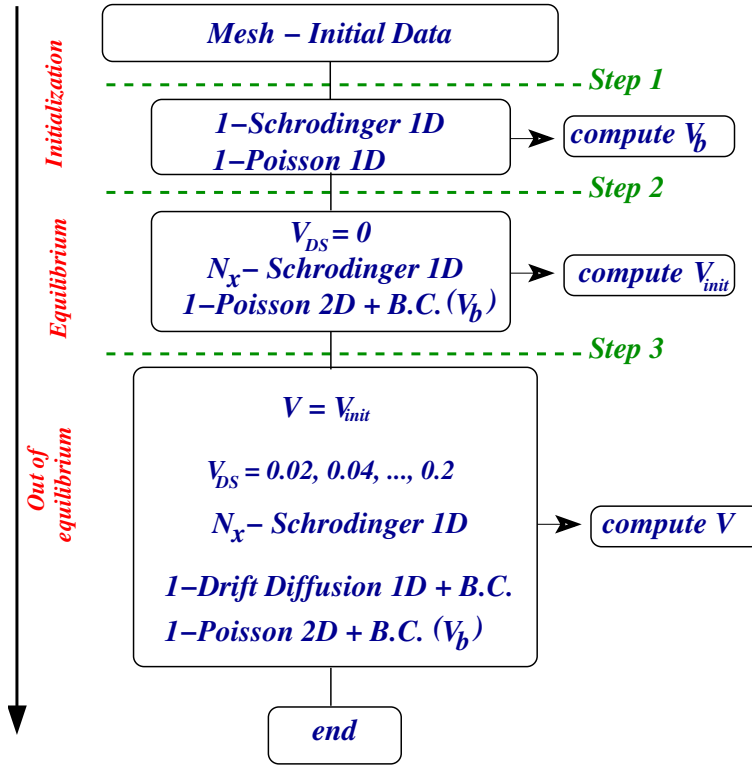 Mesh − Initial Data
Step 1
Initialization
1−Schrodinger 1D
1−Poisson 1D
compute V_b
Step 2
Equilibrium
V_DS = 0
N_x − Schrodinger 1D
1−Poisson 2D + B.C. (V_b)
compute V_init
Step 3
Out of
equilibrium
V = V_init
V_DS = 0.02, 0.04, ..., 0.2
N_x − Schrodinger 1D
1−Drift Diffusion 1D + B.C.
1−Poisson 2D + B.C. (V_b)
compute V
end